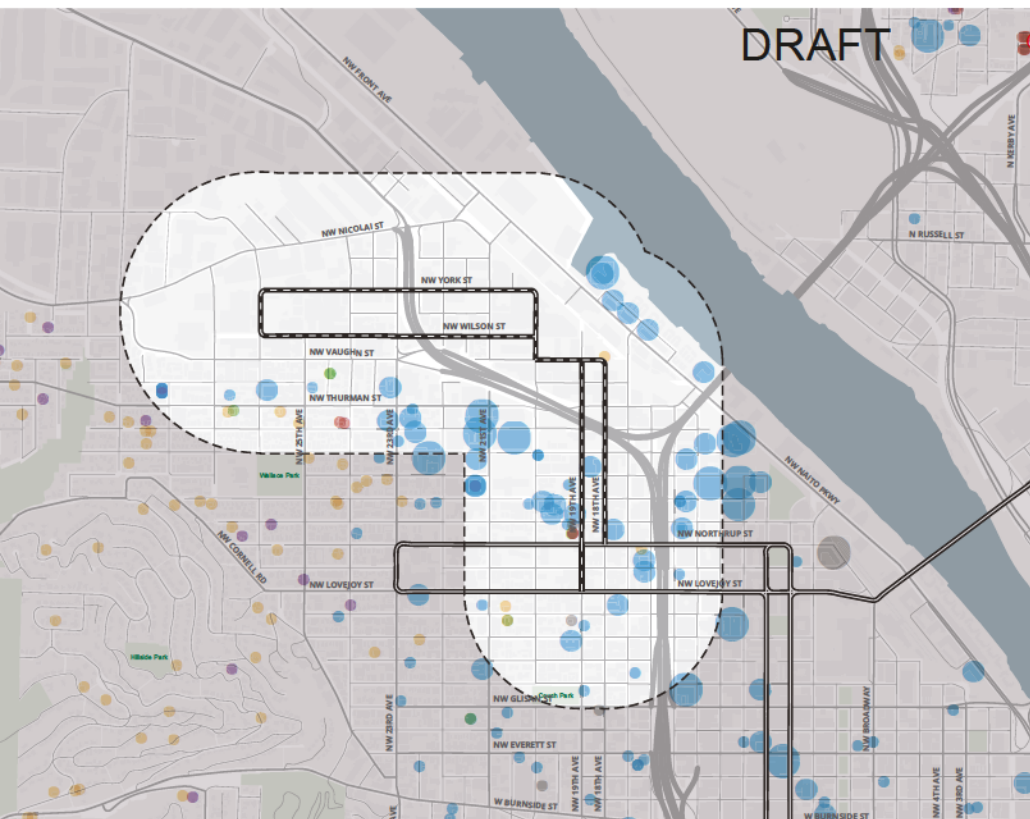 DRAFT
NW FRONT AVE
N KERBY AVE
NW NICOLAI ST
N RUSSELL ST
NW YORK ST
NW WILSON ST
NW VAUGHN ST
NW THURMAN ST
NW 25TH AVE
NW 23RD AVE
NW 21ST AVE
Wallace Park
NW NAITO PKWY
NW 19TH AVE
NW 18TH AVE
NW NORTHRUP ST
NW CORNELL RD
NW LOVEJOY ST
NW LOVEJOY ST
Hillside Park
Couch Park
NW GLISAN ST
NW 23RD AVE
NW BROADWAY
NW EVERETT ST
NW 19TH AVE
NW 18TH AVE
NW 4TH AVE
NW 3RD AVE
W BURNSIDE ST
W BURNSIDE ST
AVE